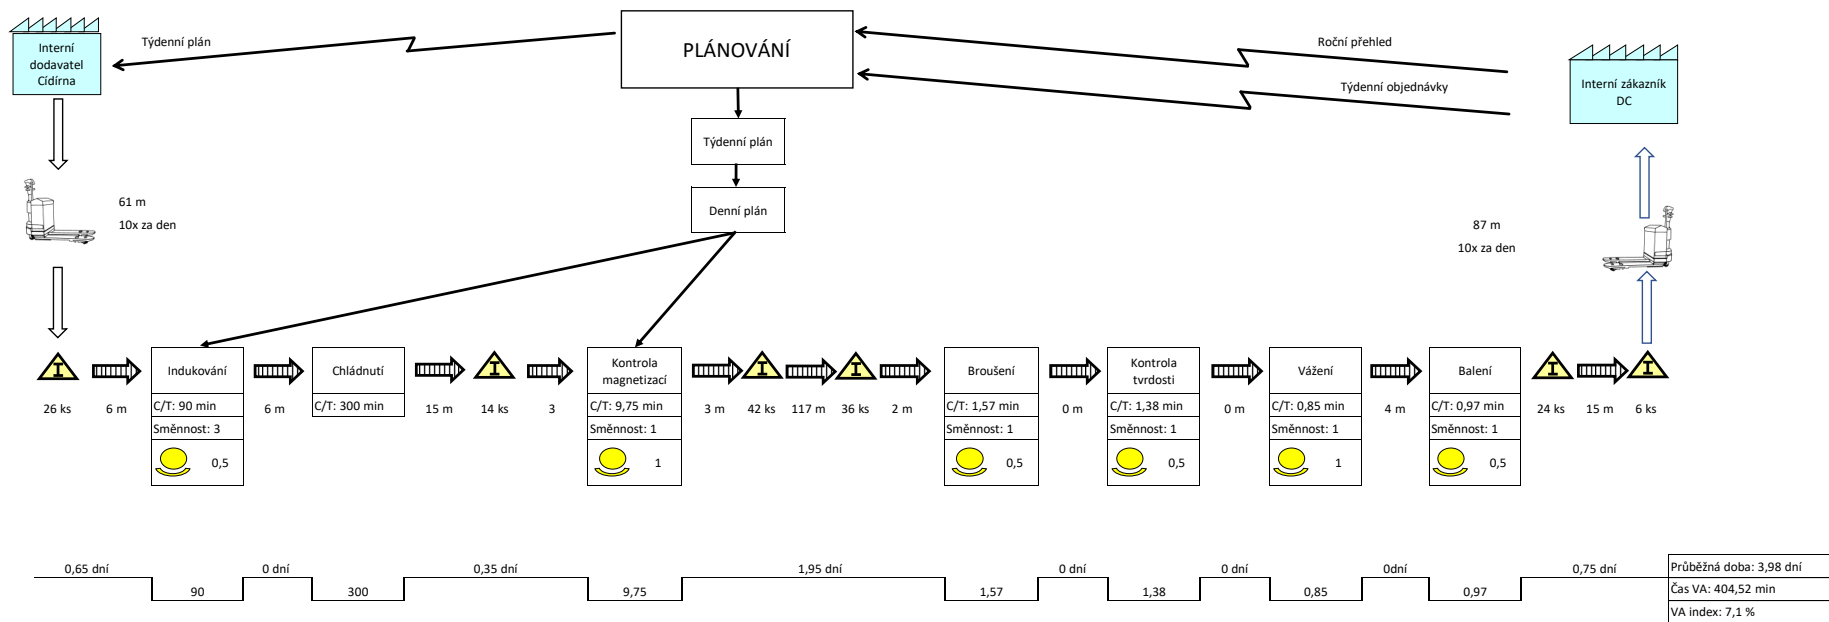 Interní
dodavatel
Cídírna
Týdenní plán
PLÁNOVÁNÍ
Roční přehled
Týdenní objednávky
Interní zákazník
DC
Týdenní plán
Denní plán
61 m
10x za den
87 m
10x za den
I
26 ks
6 m
Indukování
C/T: 90 min
Směnnost: 3
0,5
6 m
Chládnutí
C/T: 300 min
15 m
I
14 ks
3
Kontrola
magnetizací
C/T: 9,75 min
Směnnost: 1
1
3 m
I
42 ks
117 m
I
36 ks
2 m
Broušení
C/T: 1,57 min
Směnnost: 1
0,5
0 m
Kontrola
tvrdosti
C/T: 1,38 min
Směnnost: 1
0,5
0 m
Vážení
C/T: 0,85 min
Směnnost: 1
1
4 m
Balení
C/T: 0,97 min
Směnnost: 1
0,5
I
24 ks
15 m
I
6 ks
0,65 dní
90
0 dní
300
0,35 dní
9,75
1,95 dní
1,57
0 dní
1,38
0 dní
0,85
0dní
0,97
0,75 dní
Průběžná doba: 3,98 dní
Čas VA: 404,52 min
VA index: 7,1 %